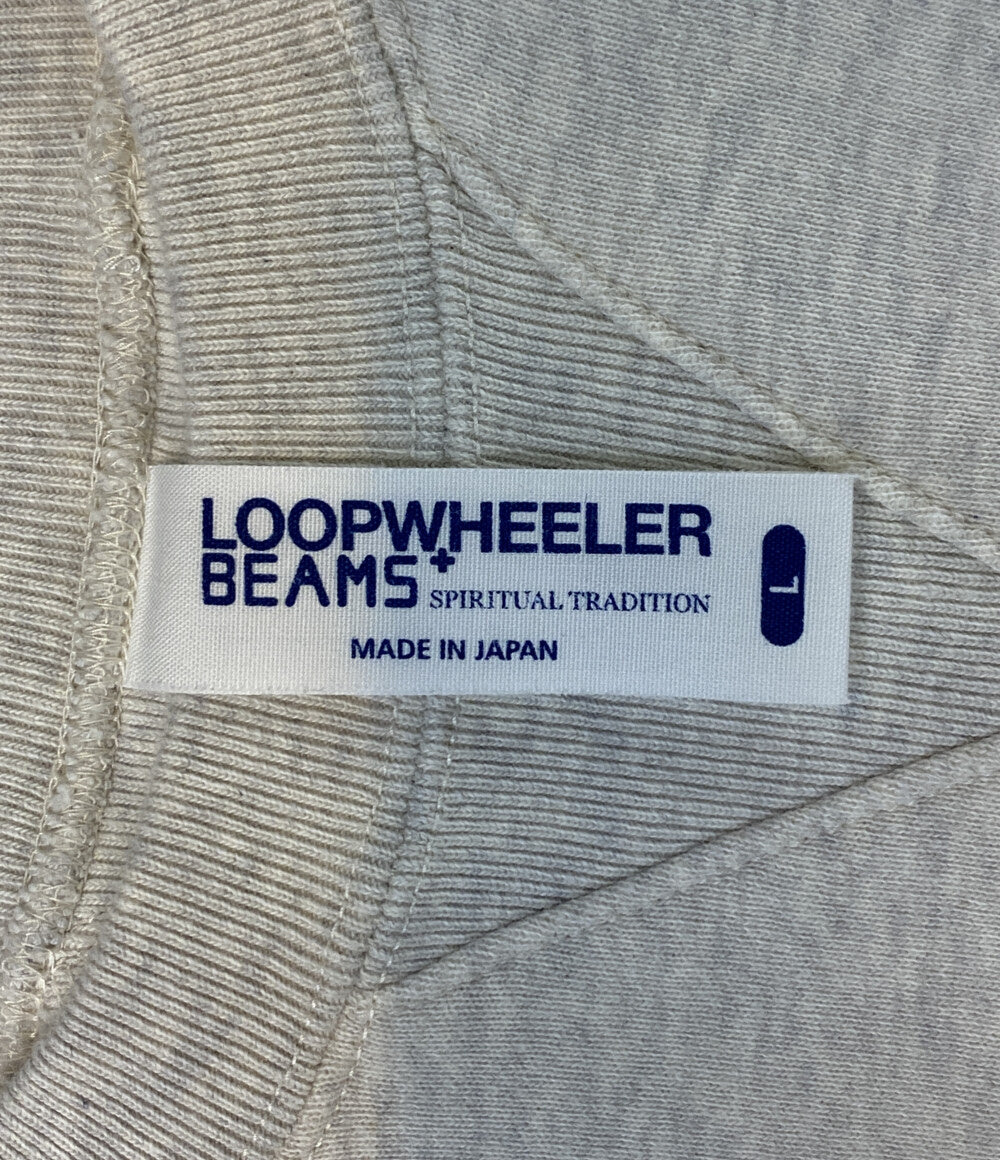 LOOPWHEELER
+
BEAMS SPIRITUAL TRADITION
MADE IN JAPAN
L